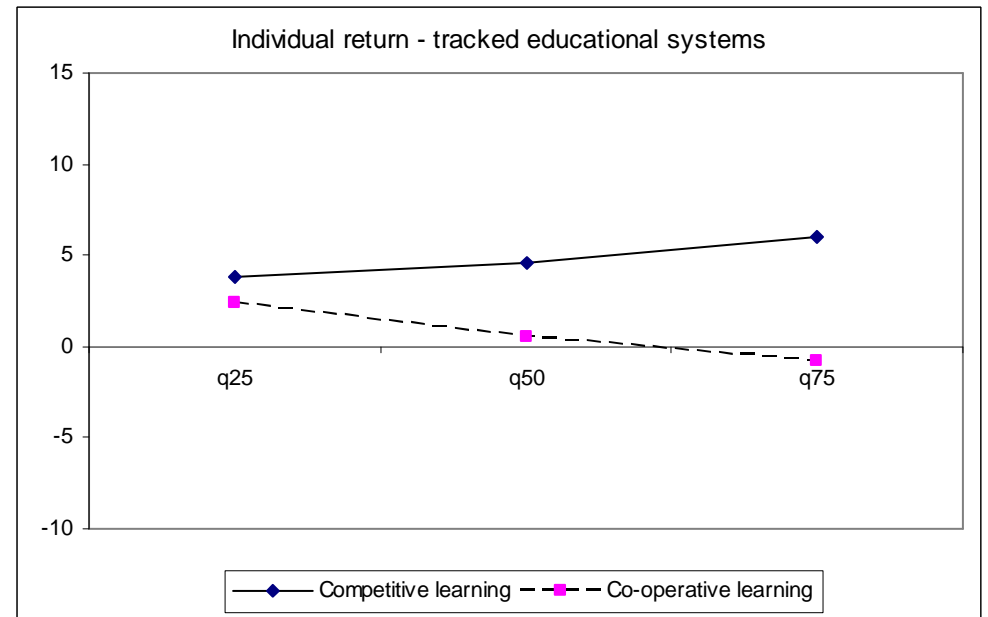 Individual return - tracked educational systems
15
10
5
0
q25 q50 q75
-5
-10
Competitive learning Co-operative learning